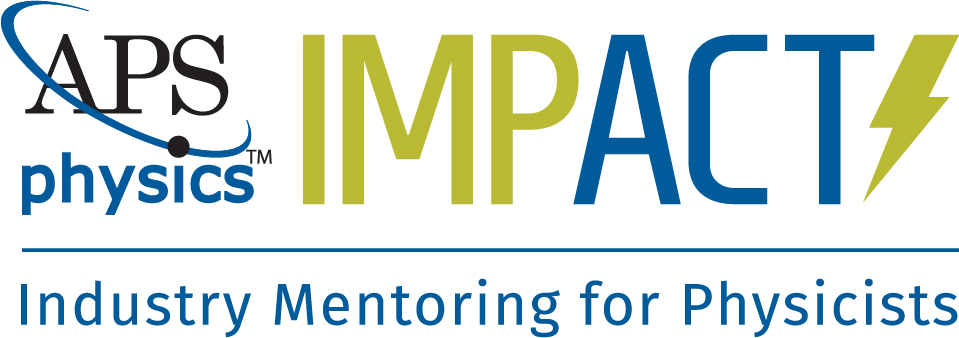 APS
physics™
IMPACT
Industry Mentoring for Physicists